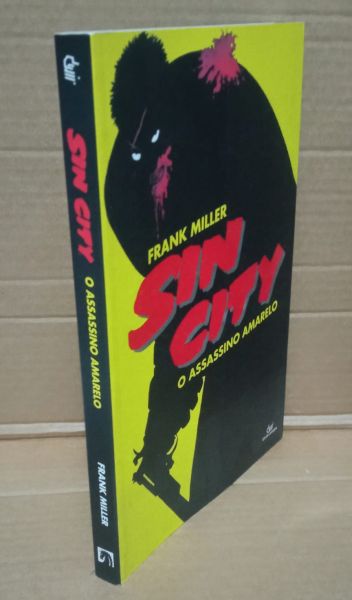 SIN CITY
O ASSASSINO AMARELO
FRANK MILLER
FRANK MILLER
SIN
CITY
O ASSASSINO AMARELO